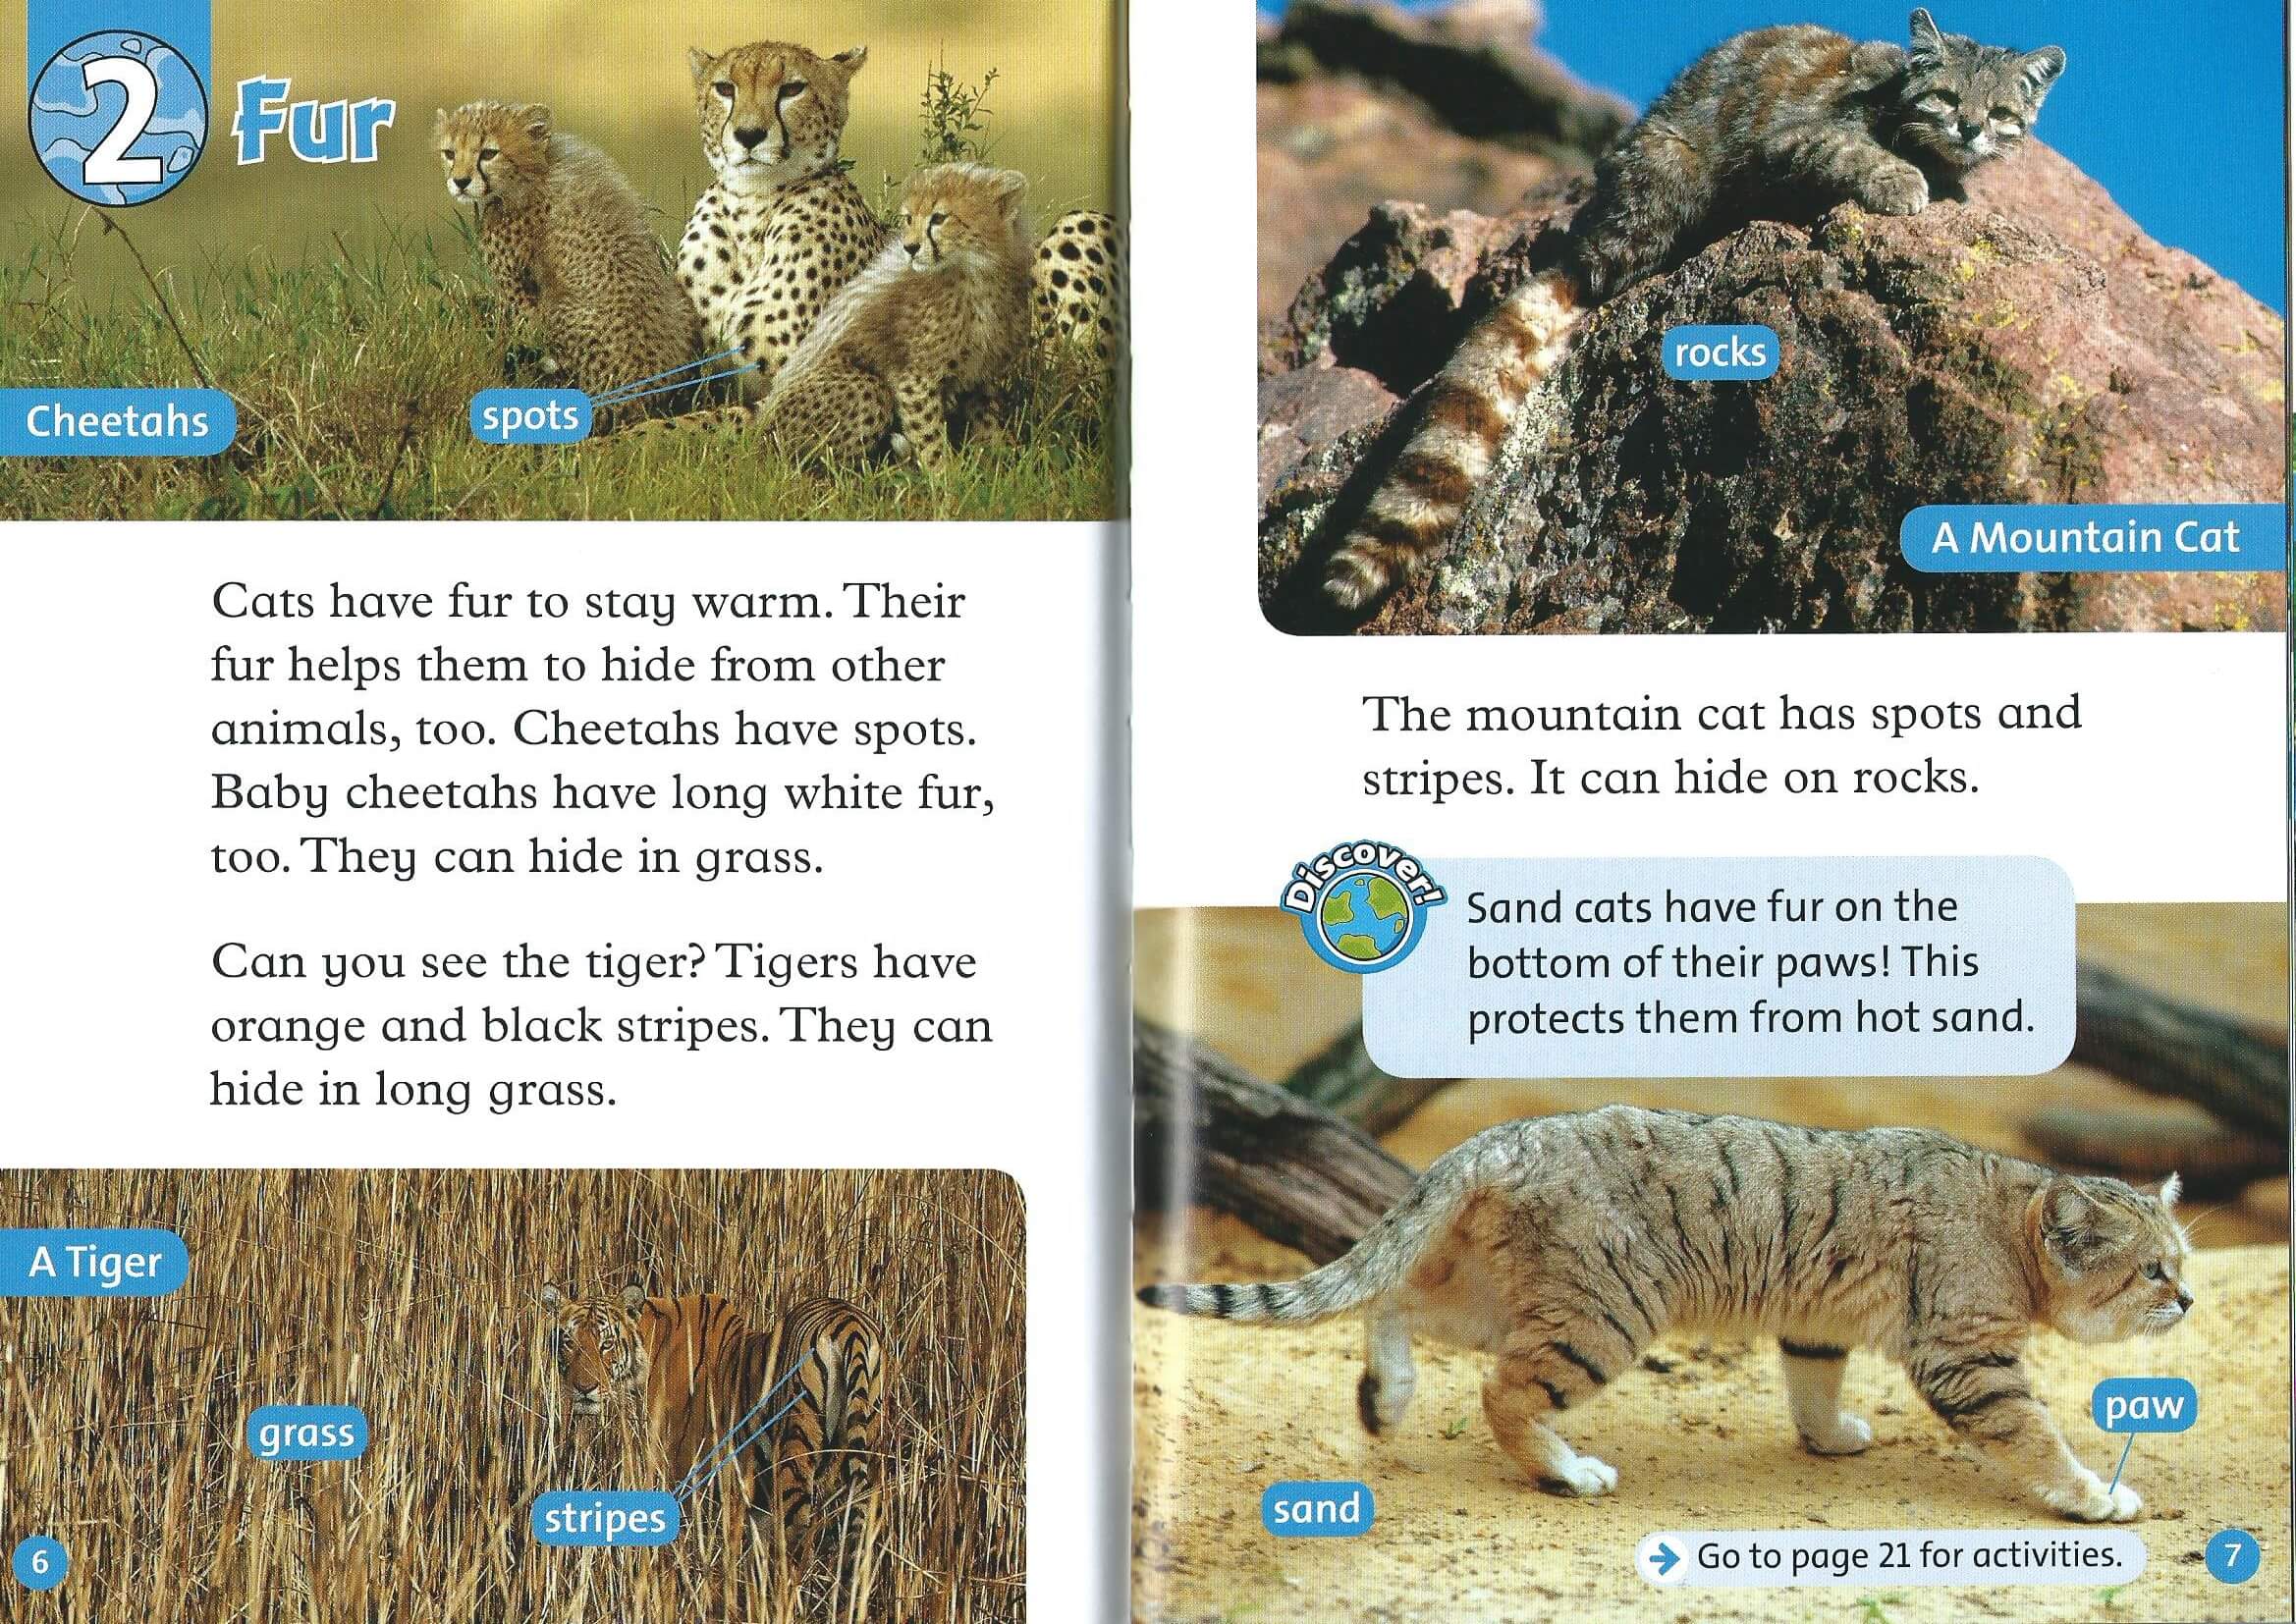 2
Fur
Cheetahs
spots
Cats have fur to stay warm. Their
fur helps them to hide from other
animals, too. Cheetahs have spots.
Baby cheetahs have long white fur,
too. They can hide in grass.
Can you see the tiger? Tigers have
orange and black stripes. They can
hide in long grass.
A Tiger
grass
stripes
6
rocks
A Mountain Cat
The mountain cat has spots and
stripes. It can hide on rocks.
Discover!
Sand cats have fur on the
bottom of their paws! This
protects them from hot sand.
paw
sand
Go to page 21 for activities.
7